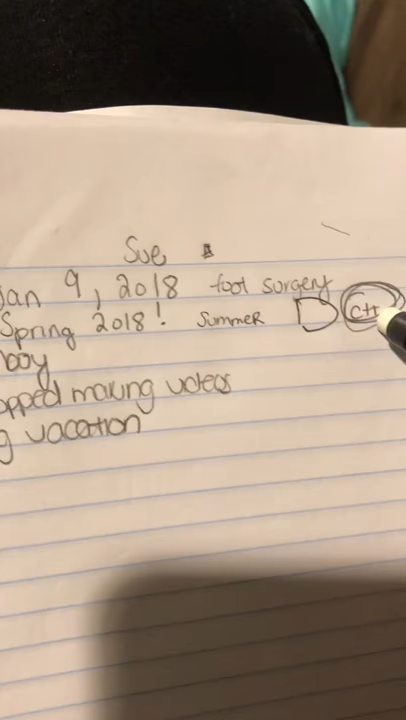 Sue
Jan 9, 2018 foot surgery
Spring 2018! Summer D C++
boy
opped making videos
g vacation